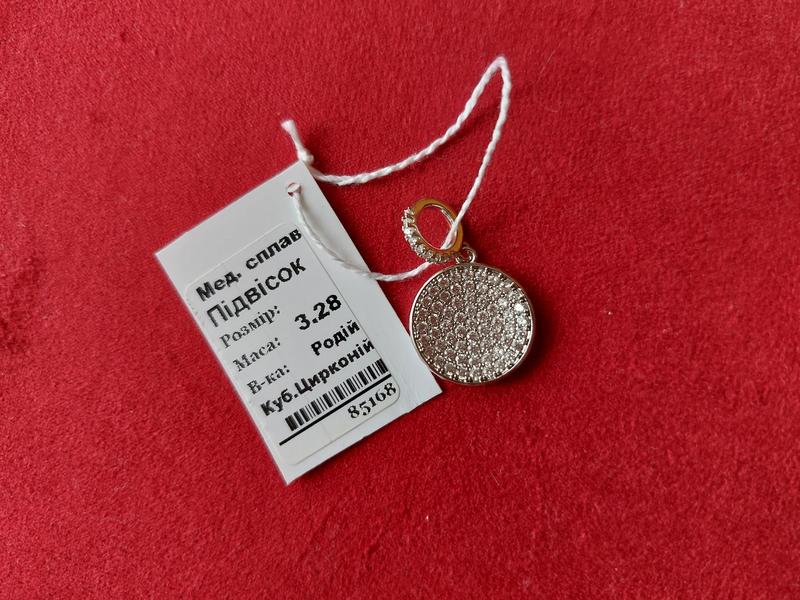 Мед. сплав
Підвісок
Розмір:
Маса: 3.28
В-ка: Родій
Куб.Цирконій
85168